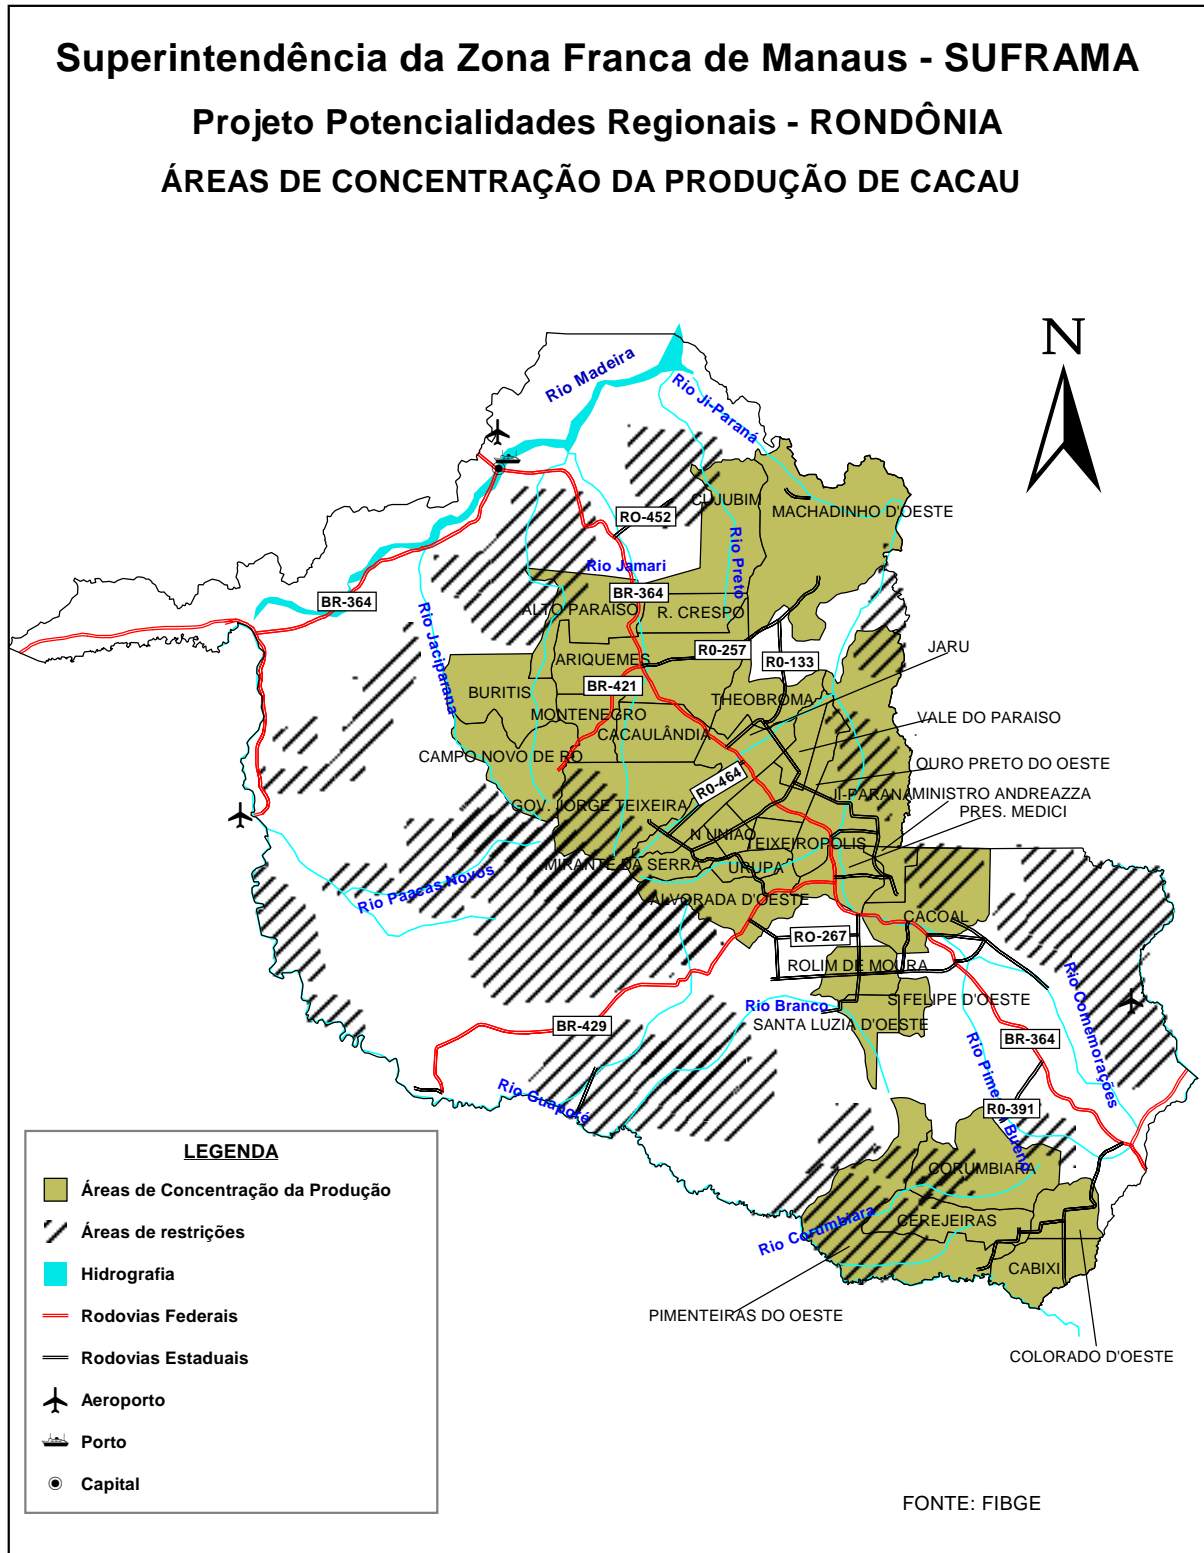 Superintendência da Zona Franca de Manaus - SUFRAMA
Projeto Potencialidades Regionais - RONDÔNIA
ÁREAS DE CONCENTRAÇÃO DA PRODUÇÃO DE CACAU
N
Rio Madeira
Rio Ji-Paraná
CUJUBIM
MACHADINHO D'OESTE
RO-452
Rio Preto
Rio Jamari
BR-364
BR-364
ALTO PARAISO
R. CRESPO
Rio Jaciparana
R0-257
R0-133
JARU
ARIQUEMES
BR-421
BURITIS
THEOBROMA
MONTENEGRO
VALE DO PARAISO
CACAULÂNDIA
CAMPO NOVO DE RO
OURO PRETO DO OESTE
R0-464
JI-PARANA
MINISTRO ANDREAZZA
GOV. JORGE TEIXEIRA
PRES. MEDICI
N UNIAO
TEIXEIROPOLIS
MIRANTE DA SERRA
URUPA
Rio Paacas Novos
ALVORADA D'OESTE
CACOAL
RO-267
ROLIM DE MOURA
Rio Comemorações
S FELIPE D'OESTE
Rio Branco
SANTA LUZIA D'OESTE
BR-429
BR-364
Rio Pimenta Bueno
Rio Guaporé
R0-391
CORUMBIARA
Rio Corumbiara
CEREJEIRAS
CABIXI
PIMENTEIRAS DO OESTE
COLORADO D'OESTE
LEGENDA
Áreas de Concentração da Produção
Áreas de restrições
Hidrografia
Rodovias Federais
Rodovias Estaduais
Aeroporto
Porto
Capital
FONTE: FIBGE